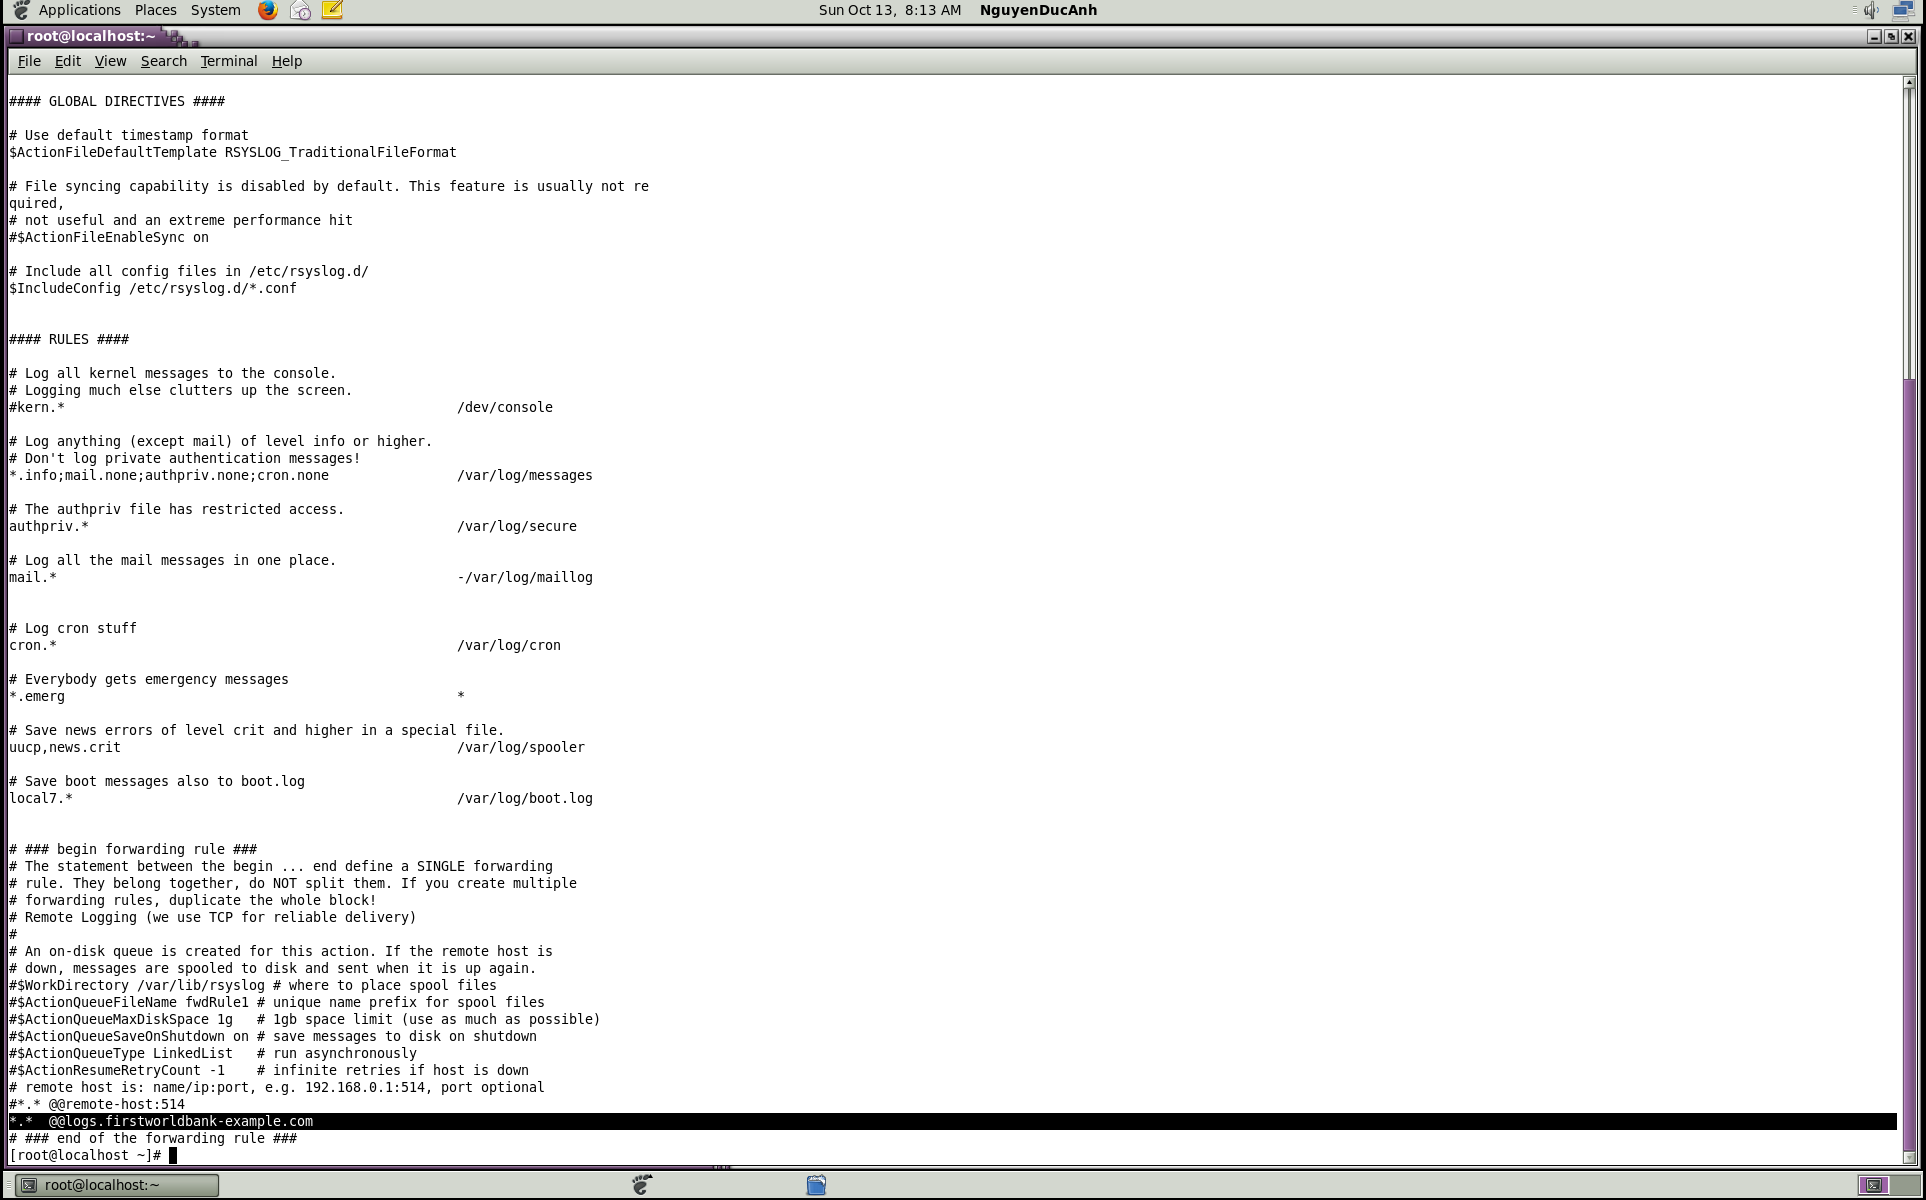 Applications Places System Sun Oct 13, 8:13 AM NguyenDucAnh
root@localhost:~
File Edit View Search Terminal Help
#### GLOBAL DIRECTIVES ####
# Use default timestamp format
$ActionFileDefaultTemplate RSYSLOG_TraditionalFileFormat
# File syncing capability is disabled by default. This feature is usually not re
quired,
# not useful and an extreme performance hit
#$ActionFileEnableSync on
# Include all config files in /etc/rsyslog.d/
$IncludeConfig /etc/rsyslog.d/*.conf
#### RULES ####
# Log all kernel messages to the console.
# Logging much else clutters up the screen.
#kern.* /dev/console
# Log anything (except mail) of level info or higher.
# Don't log private authentication messages!
*.info;mail.none;authpriv.none;cron.none /var/log/messages
# The authpriv file has restricted access.
authpriv.* /var/log/secure
# Log all the mail messages in one place.
mail.* -/var/log/maillog
# Log cron stuff
cron.* /var/log/cron
# Everybody gets emergency messages
*.emerg *
# Save news errors of level crit and higher in a special file.
uucp,news.crit /var/log/spooler
# Save boot messages also to boot.log
local7.* /var/log/boot.log
# ### begin forwarding rule ###
# The statement between the begin ... end define a SINGLE forwarding
# rule. They belong together, do NOT split them. If you create multiple
# forwarding rules, duplicate the whole block!
# Remote Logging (we use TCP for reliable delivery)
#
# An on-disk queue is created for this action. If the remote host is
# down, messages are spooled to disk and sent when it is up again.
#$WorkDirectory /var/lib/rsyslog # where to place spool files
#$ActionQueueFileName fwdRule1 # unique name prefix for spool files
#$ActionQueueMaxDiskSpace 1g # 1gb space limit (use as much as possible)
#$ActionQueueSaveOnShutdown on # save messages to disk on shutdown
#$ActionQueueType LinkedList # run asynchronously
#$ActionResumeRetryCount -1 # infinite retries if host is down
# remote host is: name/ip:port, e.g. 192.168.0.1:514, port optional
#*.* @@remote-host:514
*.* @@logs.firstworldbank-example.com
# ### end of the forwarding rule ###
[root@localhost ~]#
root@localhost:~